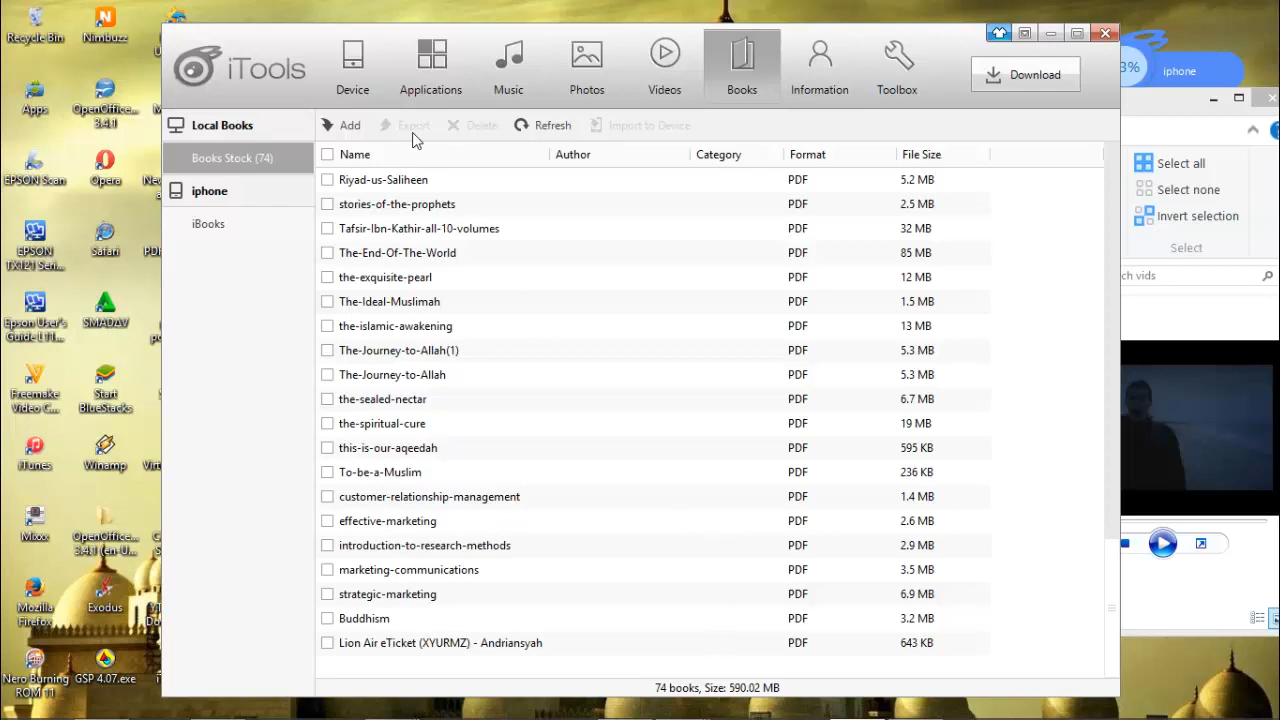 Recycle Bin
Nimbuzz
Apps
OpenOffice...
3.4.1
EPSON Scan
Opera
EPSON
TX121 Seri...
Safari
Epson User's
Guide L11...
SMADAV
Freemake
Video C...
Start
BlueStacks
iTunes
Winamp
Mixxx
OpenOffice...
3.4.1 (en-U...
Mozilla
Firefox
Exodus
Nero Burning
ROM 11
GSP 4.07.exe
iTools
Device
Applications
Music
Photos
Videos
Books
Information
Toolbox
Download
Local Books
Books Stock (74)
iphone
iBooks
Add
Export
Delete
Refresh
Import to Device
Name Author Category Format File Size
Riyad-us-Saliheen PDF 5.2 MB
stories-of-the-prophets PDF 2.5 MB
Tafsir-Ibn-Kathir-all-10-volumes PDF 32 MB
The-End-Of-The-World PDF 85 MB
the-exquisite-pearl PDF 12 MB
The-Ideal-Muslimah PDF 1.5 MB
the-islamic-awakening PDF 13 MB
The-Journey-to-Allah(1) PDF 5.3 MB
The-Journey-to-Allah PDF 5.3 MB
the-sealed-nectar PDF 6.7 MB
the-spiritual-cure PDF 19 MB
this-is-our-aqeedah PDF 595 KB
To-be-a-Muslim PDF 236 KB
customer-relationship-management PDF 1.4 MB
effective-marketing PDF 2.6 MB
introduction-to-research-methods PDF 2.9 MB
marketing-communications PDF 3.5 MB
strategic-marketing PDF 6.9 MB
Buddhism PDF 3.2 MB
Lion Air eTicket (XYURMZ) - Andriansyah PDF 643 KB
74 books, Size: 590.02 MB
3%
iphone
Select all
Select none
Invert selection
Select
ch vids